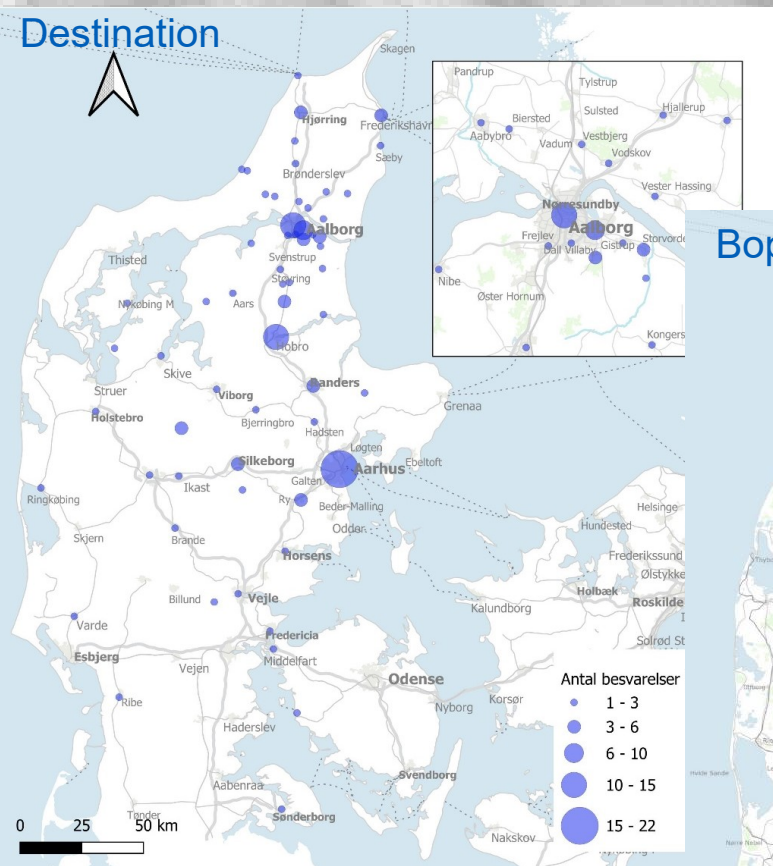 Destination
Skagen
Hjørring
Frederikshavn
Sæby
Brønderslev
Aalborg
Svenstrup
Støvring
Thisted
Nykøbing M
Aars
Hobro
Skive
Struer
Viborg
Randers
Holstebro
Bjerringbro
Grenaa
Hadsten
Løgten
Silkeborg
Aarhus
Ebeltoft
Ikast
Galten
Ringkøbing
Ry
Beder-Malling
Odder
Skjern
Brande
Horsens
Billund
Vejle
Varde
Fredericia
Esbjerg
Vejen
Middelfart
Odense
Nyborg
Korsør
Ribe
Haderslev
Svendborg
Aabenraa
Tønder
Sønderborg
Nakskov
Helsinge
Hundested
Frederikssund
Ølstykke
Holbæk
Roskilde
Kalundborg
Solrød St
0 25 50 km
Pandrup
Tylstrup
Biersted
Sulsted
Hjallerup
Aabybro
Vadum
Vestbjerg
Vodskov
Vester Hassing
Nørresundby
Aalborg
Frejlev
Dall Villaby
Gistrup
Storvorde
Nibe
Øster Hornum
Kongers
Antal besvarelser
1 - 3
3 - 6
6 - 10
10 - 15
15 - 22
Bop
Hvide Sande
Nørre Nebel